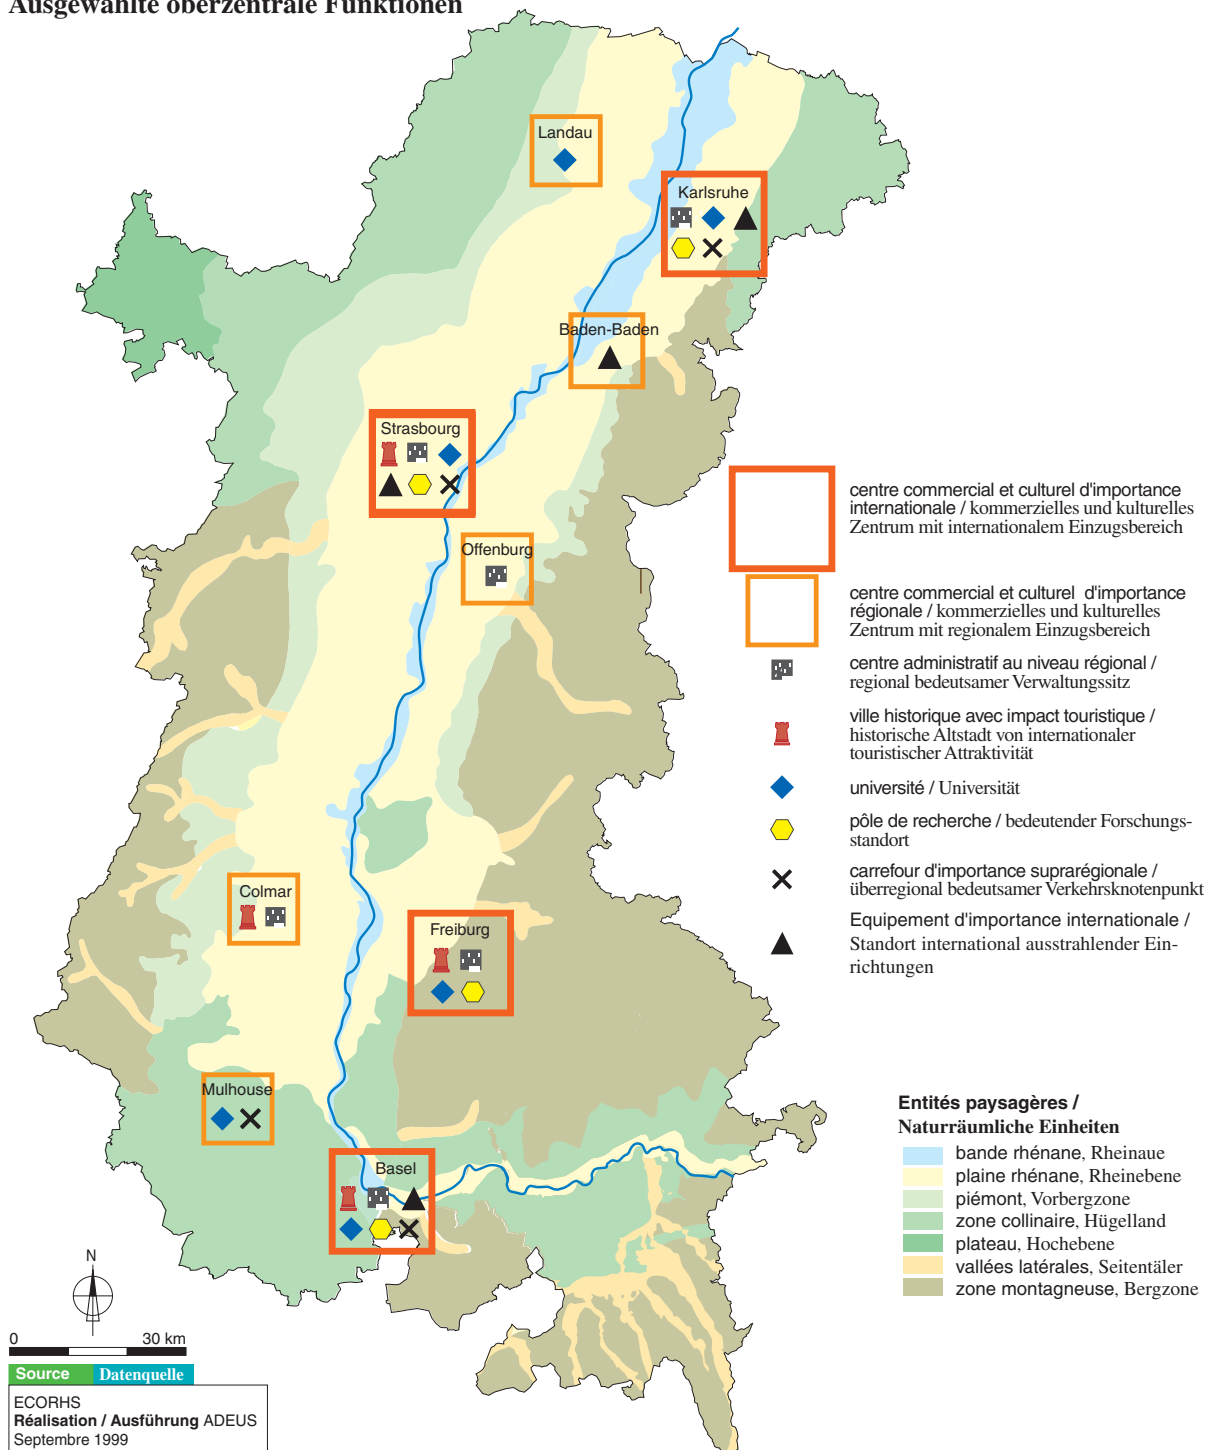 Ausgewählte oberzentrale Funktionen
Landau
Karlsruhe
Baden-Baden
Strasbourg
Offenburg
Colmar
Freiburg
Mulhouse
Basel
centre commercial et culturel d'importance
internationale / kommerzielles und kulturelles
Zentrum mit internationalem Einzugsbereich
centre commercial et culturel d'importance
régionale / kommerzielles und kulturelles
Zentrum mit regionalem Einzugsbereich
centre administratif au niveau régional /
regional bedeutsamer Verwaltungssitz
ville historique avec impact touristique /
historische Altstadt von internationaler
touristischer Attraktivität
université / Universität
pôle de recherche / bedeutender Forschungs-
standort
carrefour d'importance suprarégionale /
überregional bedeutsamer Verkehrsknotenpunkt
Equipement d'importance internationale /
Standort international ausstrahlender Ein-
richtungen
Entités paysagères /
Naturräumliche Einheiten
bande rhénane, Rheinaue
plaine rhénane, Rheinebene
piémont, Vorbergzone
zone collinaire, Hügelland
plateau, Hochebene
vallées latérales, Seitentäler
zone montagneuse, Bergzone
N
0 30 km
Source Datenquelle
ECORHS
Réalisation / Ausführung ADEUS
Septembre 1999